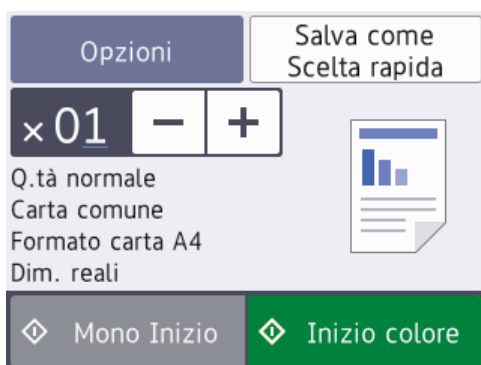 Opzioni
Salva come
Scelta rapida
×01 − +
Q.tà normale
Carta comune
Formato carta A4
Dim. reali
Mono Inizio
Inizio colore